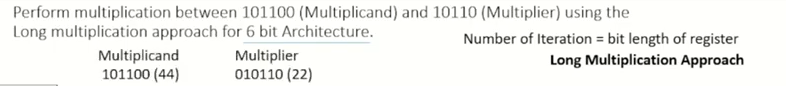 Perform multiplication between 101100 (Multiplicand) and 10110 (Multiplier) using the
Long multiplication approach for 6 bit Architecture.
Number of Iteration = bit length of register
Multiplicand Multiplier
Long Multiplication Approach
101100 (44) 010110 (22)